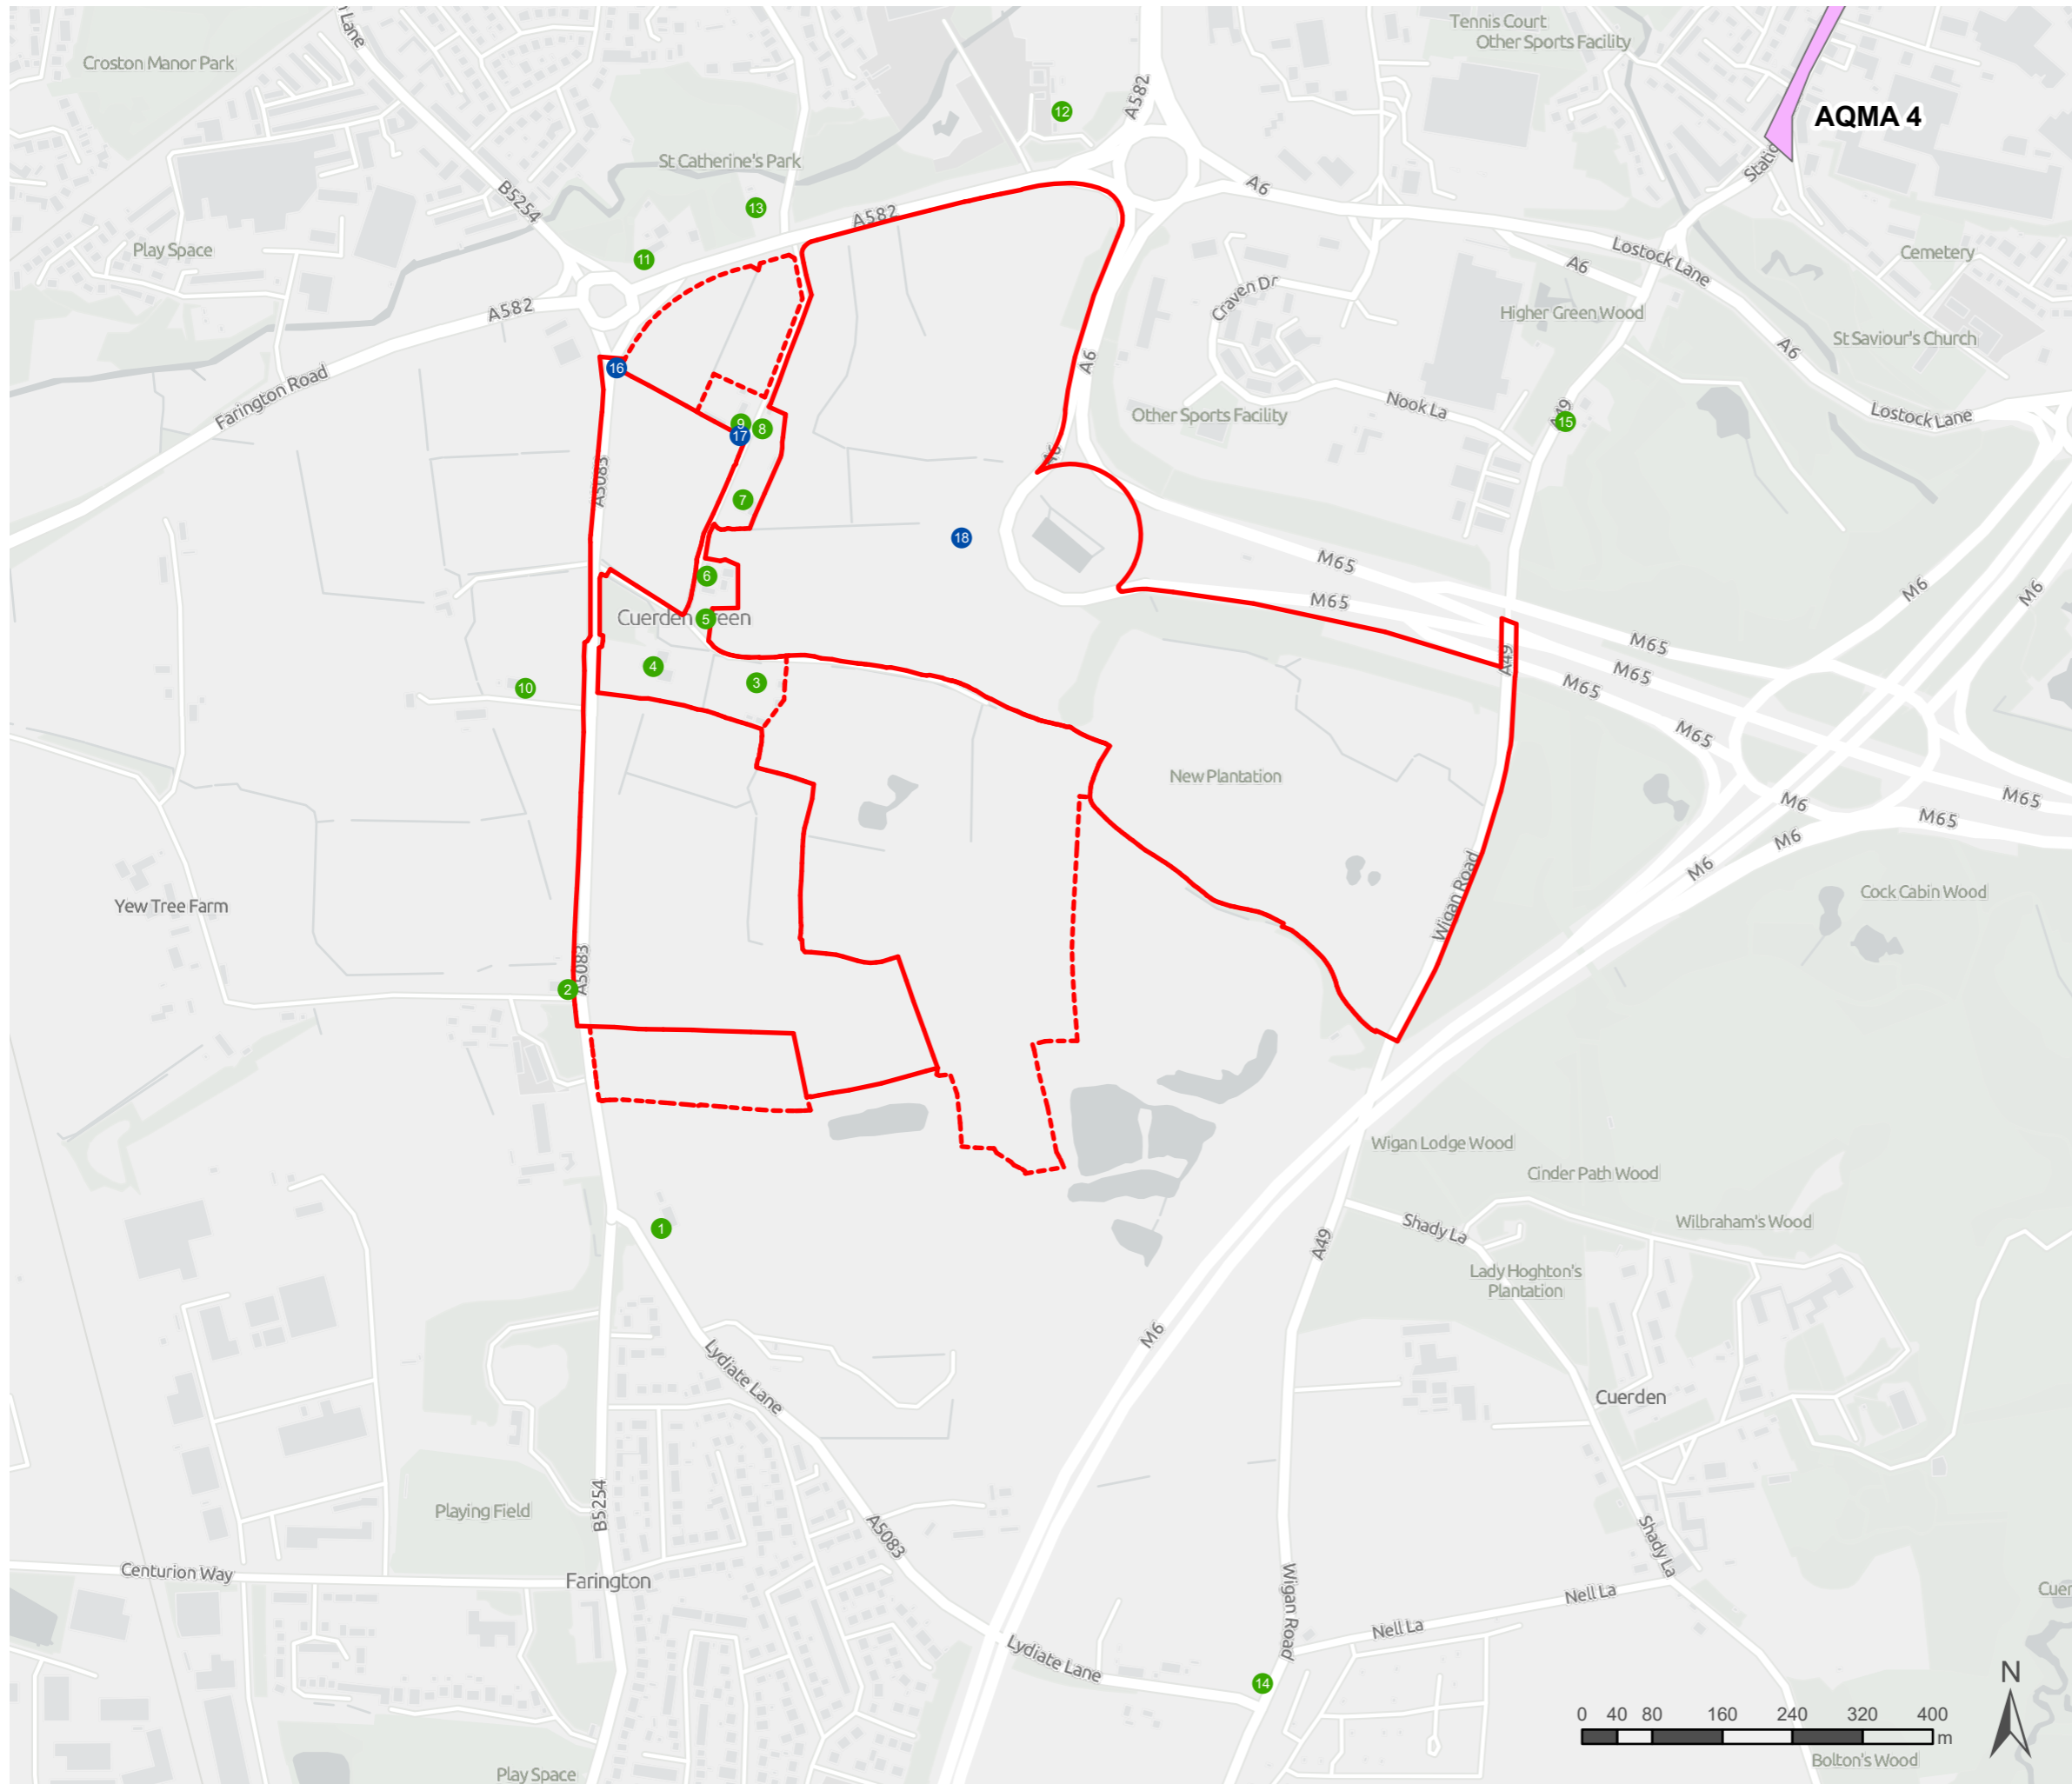 Lane
Tennis Court
Other Sports Facility
Croston Manor Park
A582
12
AQMA 4
St Catherine's Park
Static
B5254
13
A582
A6
Play Space
11
Lostock Lane
Cemetery
A6
A582
Craven Dr
Higher Green Wood
St Saviour's Church
A6
A6
16
Farington Road
Nook La
Other Sports Facility
Lostock Lane
A49
15
9
8
17
A6
A5083
7
18
M65
6
M65
M6
M6
Cuerden Green
5
M65
A49
M65
4
3
10
M65
M65
New Plantation
M6
M65
M65
M6
M6
Wigan Road
Cock Cabin Wood
Yew Tree Farm
A5083
2
Wigan Lodge Wood
Cinder Path Wood
1
Shady La
Wilbraham's Wood
A49
Lady Hoghton's
Plantation
M6
Lydiate Lane
Cuerden
B5254
Playing Field
A5083
Shady La
Centurion Way
Farington
Wigan Road
Nell La
Cuer
Nell La
Lydiate Lane
14
N
0 40 80 160 240 320 400
m
Bolton's Wood
Play Space